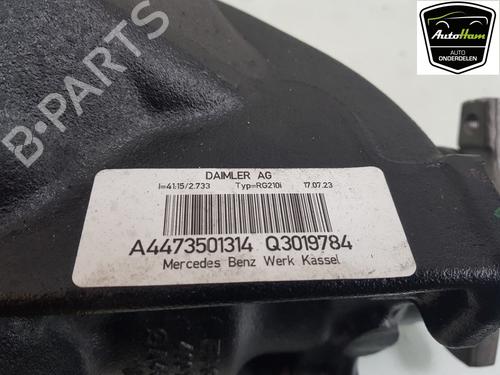 AutoHam
AUTO
ONDERDELEN
B-PARTS
DAIMLER AG
I=41:15/2.733 Typ=RG210i 17.07.23
A4473501314 Q3019784
Mercedes Benz Werk Kassel